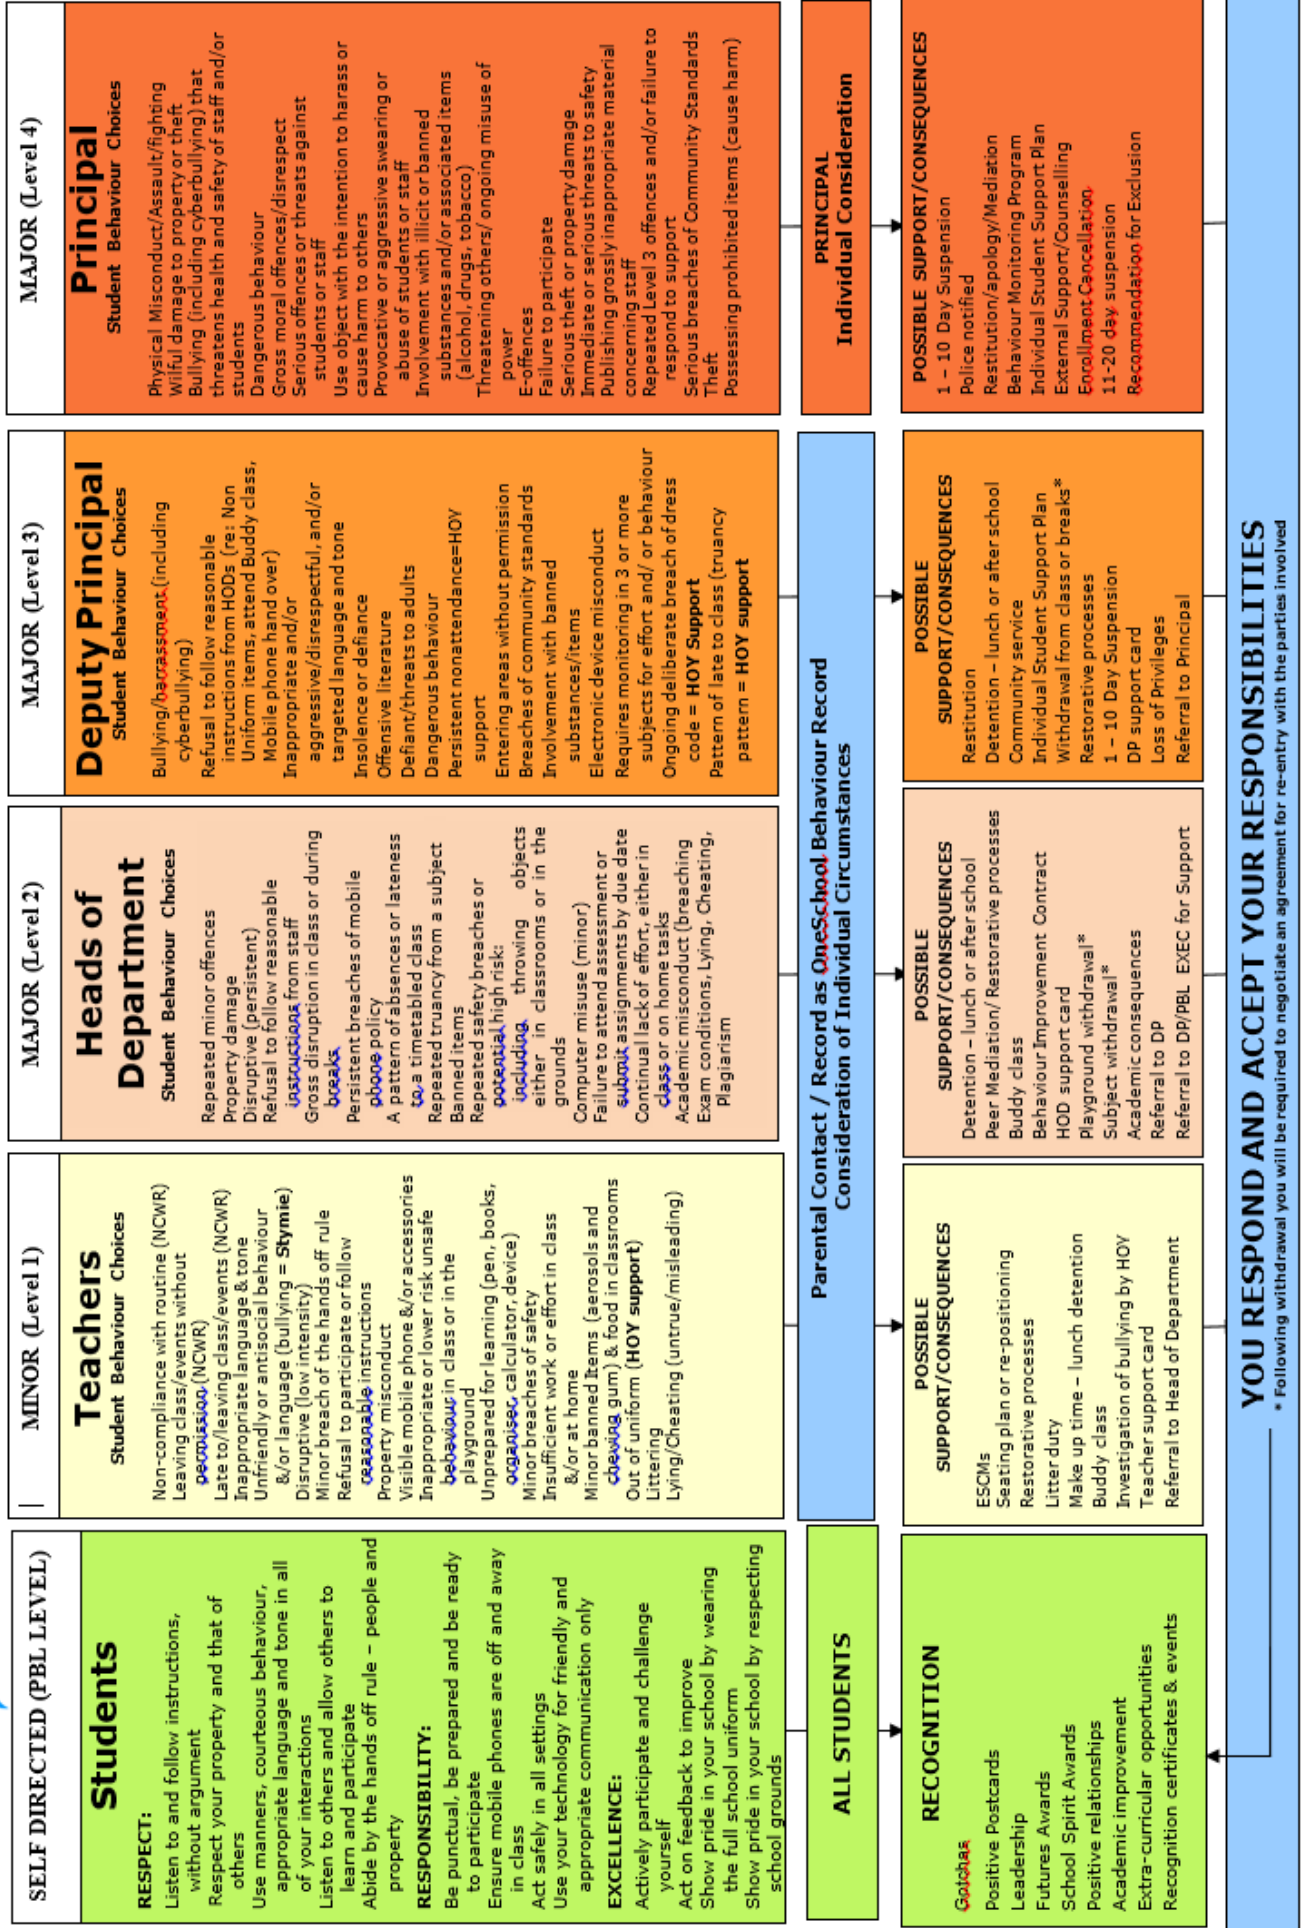 SELF DIRECTED (PBL LEVEL)
Students
RESPECT:
Listen to and follow instructions,
without argument
Respect your property and that of
others
Use manners, courteous behaviour,
appropriate language and tone in all
of your interactions
Listen to others and allow others to
learn and participate
Abide by the hands off rule – people and
property
RESPONSIBILITY:
Be punctual, be prepared and be ready
to participate
Ensure mobile phones are off and away
in class
Act safely in all settings
Use your technology for friendly and
appropriate communication only
EXCELLENCE:
Actively participate and challenge
yourself
Act on feedback to improve
Show pride in your school by wearing
the full school uniform
Show pride in your school by respecting
school grounds
MINOR (Level 1)
Teachers
Student Behaviour Choices
Non-compliance with routine (NCWR)
Leaving class/events without
permission (NCWR)
Late to/leaving class/events (NCWR)
Inappropriate language & tone
Unfriendly or antisocial behaviour
&/or language (bullying = Stymie)
Disruptive (low intensity)
Minor breach of the hands off rule
Refusal to participate or follow
reasonable instructions
Property misconduct
Visible mobile phone &/or accessories
Inappropriate or lower risk unsafe
behaviour in class or in the
playground
Unprepared for learning (pen, books,
organiser, calculator, device)
Minor breaches of safety
Insufficient work or effort in class
&/or at home
Minor banned Items (aerosols and
chewing gum) & food in classrooms
Out of uniform (HOY support)
Littering
Lying/Cheating (untrue/misleading)
MAJOR (Level 2)
Heads of
Department
Student Behaviour Choices
Repeated minor offences
Property damage
Disruptive (persistent)
Refusal to follow reasonable
instructions from staff
Gross disruption in class or during
breaks
Persistent breaches of mobile
phone policy
A pattern of absences or lateness
to a timetabled class
Repeated truancy from a subject
Banned items
Repeated safety breaches or
potential high risk:
including throwing objects
either in classrooms or in the
grounds
Computer misuse (minor)
Failure to attend assessment or
submit assignments by due date
Continual lack of effort, either in
class or on home tasks
Academic misconduct (breaching
Exam conditions, Lying, Cheating,
Plagiarism
MAJOR (Level 3)
Deputy Principal
Student Behaviour Choices
Bullying/harrassment (including
cyberbullying)
Refusal to follow reasonable
instructions from HODs (re: Non
Uniform items, attend Buddy class,
Mobile phone hand over)
Inappropriate and/or
aggressive/disrespectful, and/or
targeted language and tone
Insolence or defiance
Offensive literature
Defiant/threats to adults
Dangerous behaviour
Persistent nonattendance=HOY
support
Entering areas without permission
Breaches of community standards
Involvement with banned
substances/items
Electronic device misconduct
Requires monitoring in 3 or more
subjects for effort and/ or behaviour
Ongoing deliberate breach of dress
code = HOY Support
Pattern of late to class (truancy
pattern = HOY support
MAJOR (Level 4)
Principal
Student Behaviour Choices
Physical Misconduct/Assault/fighting
Wilful damage to property or theft
Bullying (including cyberbullying) that
threatens health and safety of staff and/or
students
Dangerous behaviour
Gross moral offences/disrespect
Serious offences or threats against
students or staff
Use object with the intention to harass or
cause harm to others
Provocative or aggressive swearing or
abuse of students or staff
Involvement with illicit or banned
substances and/or associated items
(alcohol, drugs, tobacco)
Threatening others/ ongoing misuse of
power
E-offences
Failure to participate
Serious theft or property damage
Immediate or serious threats to safety
Publishing grossly inappropriate material
concerning staff
Repeated Level 3 offences and/or failure to
respond to support
Serious breaches of Community Standards
Theft
Possessing prohibited items (cause harm)
ALL STUDENTS
Parental Contact / Record as OneSchool Behaviour Record
Consideration of Individual Circumstances
PRINCIPAL
Individual Consideration
RECOGNITION
Gotchas
Positive Postcards
Leadership
Futures Awards
School Spirit Awards
Positive relationships
Academic improvement
Extra-curricular opportunities
Recognition certificates & events
POSSIBLE
SUPPORT/CONSEQUENCES
ESCMs
Seating plan or re-positioning
Restorative processes
Litter duty
Make up time – lunch detention
Buddy class
Investigation of bullying by HOY
Teacher support card
Referral to Head of Department
POSSIBLE
SUPPORT/CONSEQUENCES
Detention – lunch or after school
Peer Mediation/ Restorative processes
Buddy class
Behaviour Improvement Contract
HOD support card
Playground withdrawal*
Subject withdrawal*
Academic consequences
Referral to DP
Referral to DP/PBL EXEC for Support
POSSIBLE
SUPPORT/CONSEQUENCES
Restitution
Detention – lunch or after school
Community service
Individual Student Support Plan
Withdrawal from class or breaks*
Restorative processes
1 – 10 Day Suspension
DP support card
Loss of Privileges
Referral to Principal
POSSIBLE SUPPORT/CONSEQUENCES
1 – 10 Day Suspension
Police notified
Restitution/apology/Mediation
Behaviour Monitoring Program
Individual Student Support Plan
External Support/Counselling
Enrollment Cancellation
11-20 day suspension
Recommendation for Exclusion
YOU RESPOND AND ACCEPT YOUR RESPONSIBILITIES
* Following withdrawal you will be required to negotiate an agreement for re-entry with the parties involved